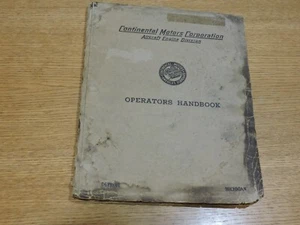 Continental Motors Corporation
Aircraft Engine Division
OPERATORS HANDBOOK